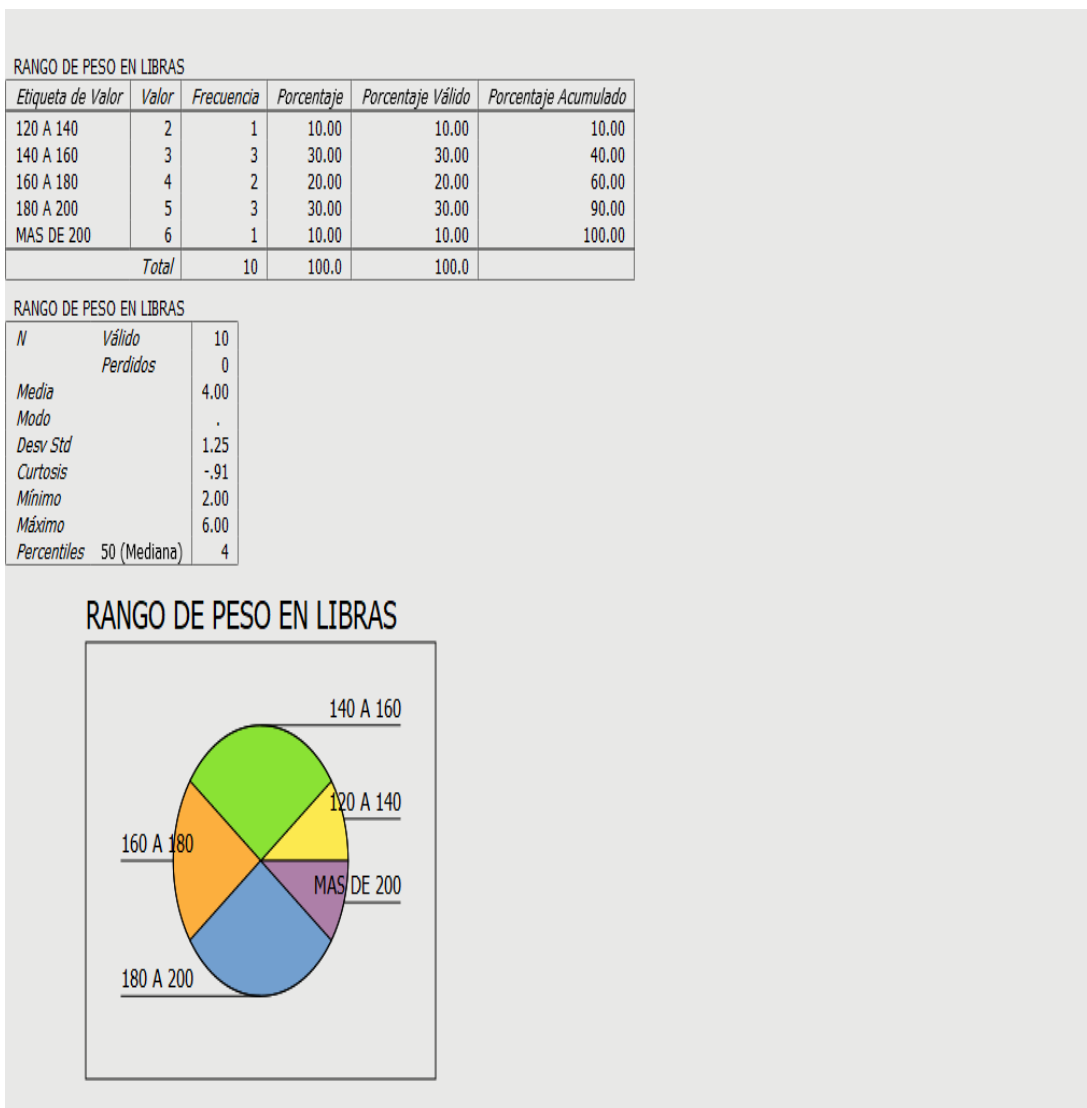 RANGO DE PESO EN LIBRAS
Etiqueta de Valor Valor Frecuencia Porcentaje Porcentaje Válido Porcentaje Acumulado
120 A 140 2 1 10.00 10.00 10.00
140 A 160 3 3 30.00 30.00 40.00
160 A 180 4 2 20.00 20.00 60.00
180 A 200 5 3 30.00 30.00 90.00
MAS DE 200 6 1 10.00 10.00 100.00
Total 10 100.0 100.0
RANGO DE PESO EN LIBRAS
N Válido 10
Perdidos 0
Media 4.00
Modo .
Desv Std 1.25
Curtosis -.91
Mínimo 2.00
Máximo 6.00
Percentiles 50 (Mediana) 4
RANGO DE PESO EN LIBRAS
140 A 160
120 A 140
160 A 180
MAS DE 200
180 A 200